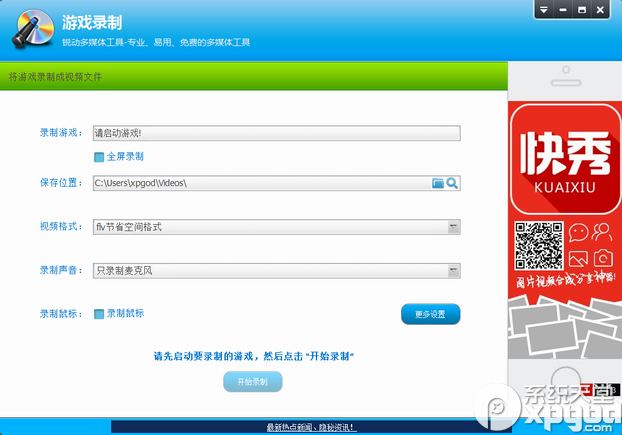 游戏录制
锐动多媒体工具-专业、易用、免费的多媒体工具
将游戏录制成视频文件
录制游戏： 请启动游戏!
全屏录制
保存位置： C:\Users\xpgod\Videos\
视频格式： flv节省空间格式
录制声音： 只录制麦克风
录制鼠标： 录制鼠标
更多设置
请先启动要录制的游戏，然后点击 "开始录制"
开始录制
最新热点新闻、隐秘资讯！
快秀
KUAIXIU
图片视频合成分享神器!
系统天堂
xpgod
.com